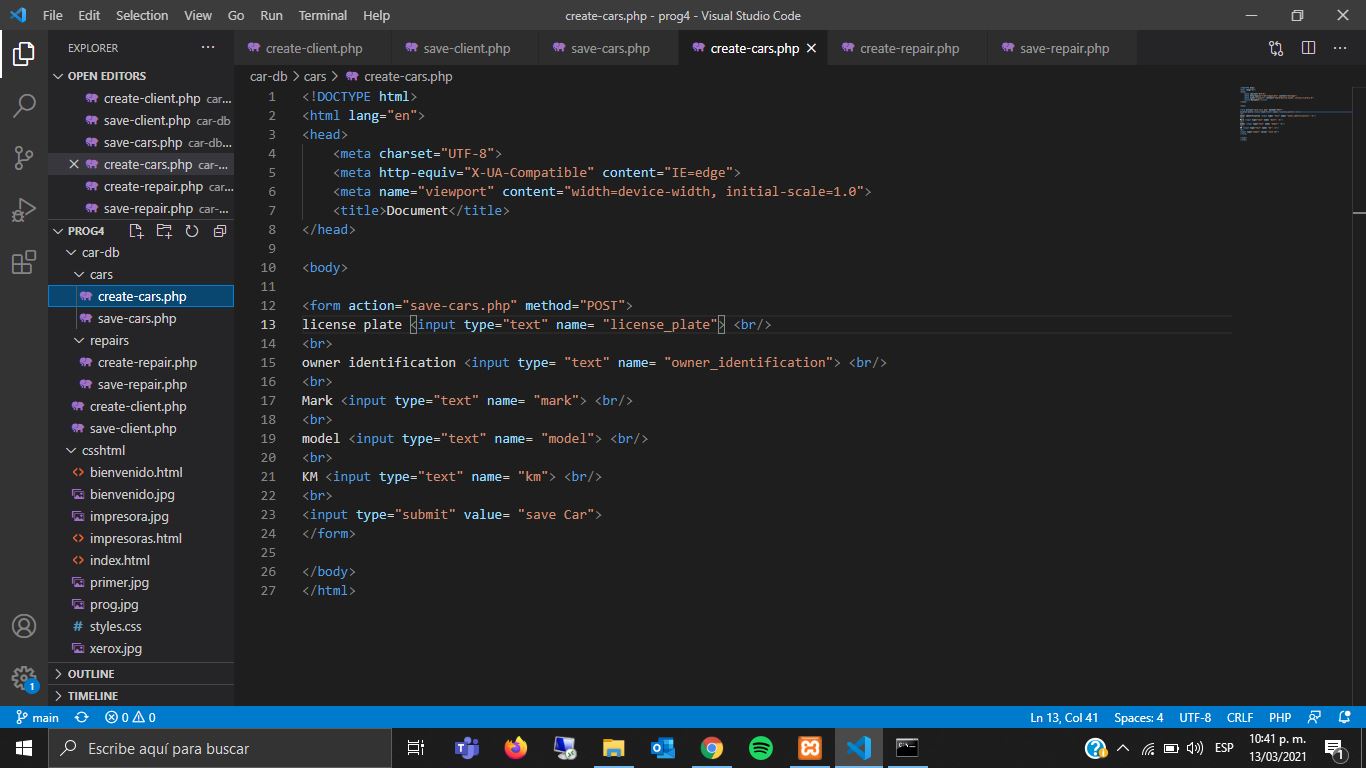 File Edit Selection View Go Run Terminal Help
create-cars.php - prog4 - Visual Studio Code
EXPLORER
OPEN EDITORS
create-client.php car...
save-client.php car-db
save-cars.php car-db...
create-cars.php car-...
create-repair.php car...
save-repair.php car-...
PROG4
car-db
cars
create-cars.php
save-cars.php
repairs
create-repair.php
save-repair.php
create-client.php
save-client.php
csshtml
bienvenido.html
bienvenido.jpg
impresora.jpg
impresoras.html
index.html
primer.jpg
prog.jpg
styles.css
xerox.jpg
OUTLINE
TIMELINE
create-client.php save-client.php save-cars.php create-cars.php create-repair.php save-repair.php
car-db > cars > create-cars.php
1 <!DOCTYPE html>
2 <html lang="en">
3 <head>
4 <meta charset="UTF-8">
5 <meta http-equiv="X-UA-Compatible" content="IE=edge">
6 <meta name="viewport" content="width=device-width, initial-scale=1.0">
7 <title>Document</title>
8 </head>
9
10 <body>
11
12 <form action="save-cars.php" method="POST">
13 license plate <input type="text" name= "license_plate"> <br/>
14 <br>
15 owner identification <input type= "text" name= "owner_identification"> <br/>
16 <br>
17 Mark <input type="text" name= "mark"> <br/>
18 <br>
19 model <input type="text" name= "model"> <br/>
20 <br>
21 KM <input type="text" name= "km"> <br/>
22 <br>
23 <input type="submit" value= "save Car">
24 </form>
25
26 </body>
27 </html>
1
main 0 0
Ln 13, Col 41 Spaces: 4 UTF-8 CRLF PHP
Escribe aquí para buscar
ESP
10:41 p. m.
13/03/2021
1